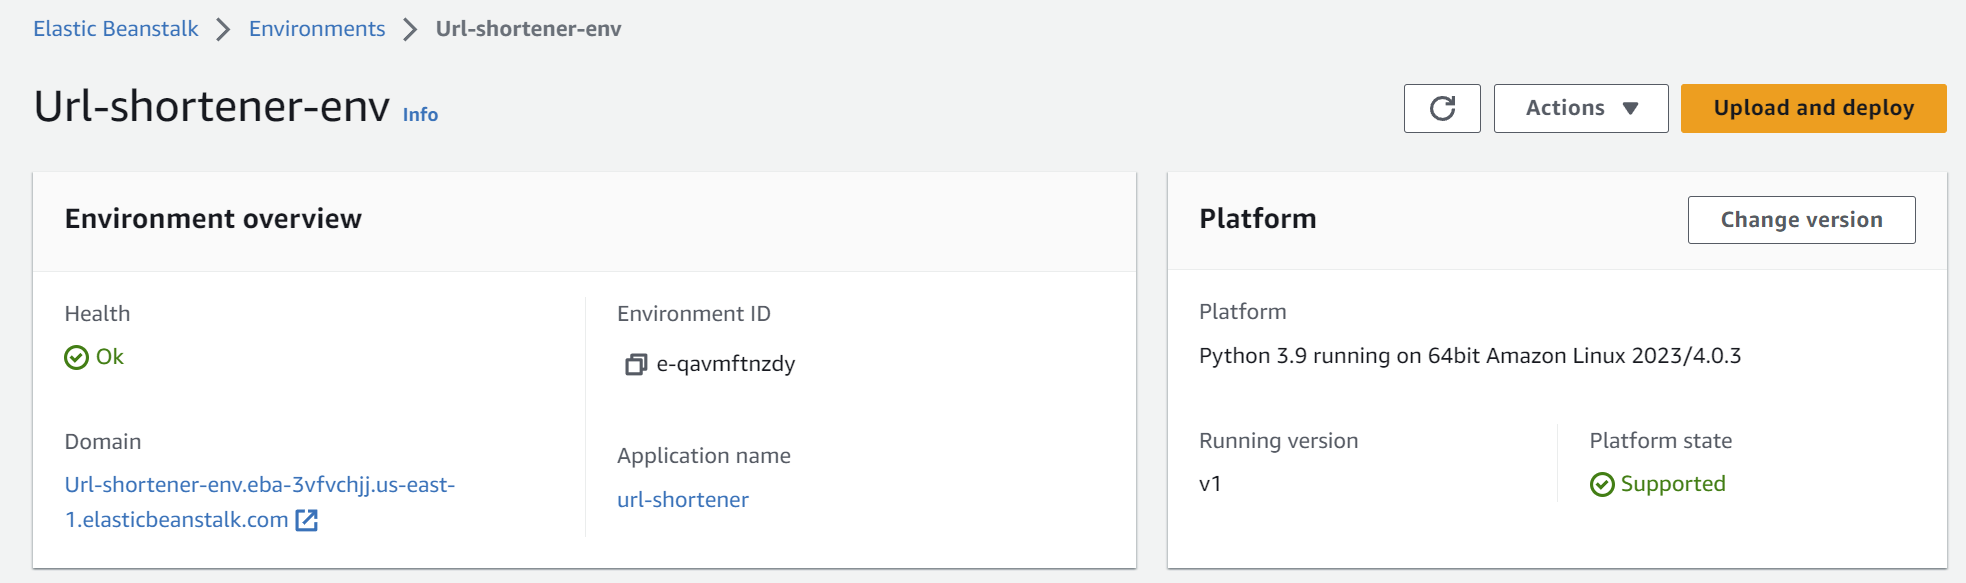 Elastic Beanstalk > Environments > Url-shortener-env
Url-shortener-env Info
Actions ▼
Upload and deploy
Environment overview
Health
Ok
Domain
Url-shortener-env.eba-3vfvchjj.us-east-
1.elasticbeanstalk.com
Environment ID
e-qavmftnzdy
Application name
url-shortener
Platform
Change version
Platform
Python 3.9 running on 64bit Amazon Linux 2023/4.0.3
Running version
v1
Platform state
Supported